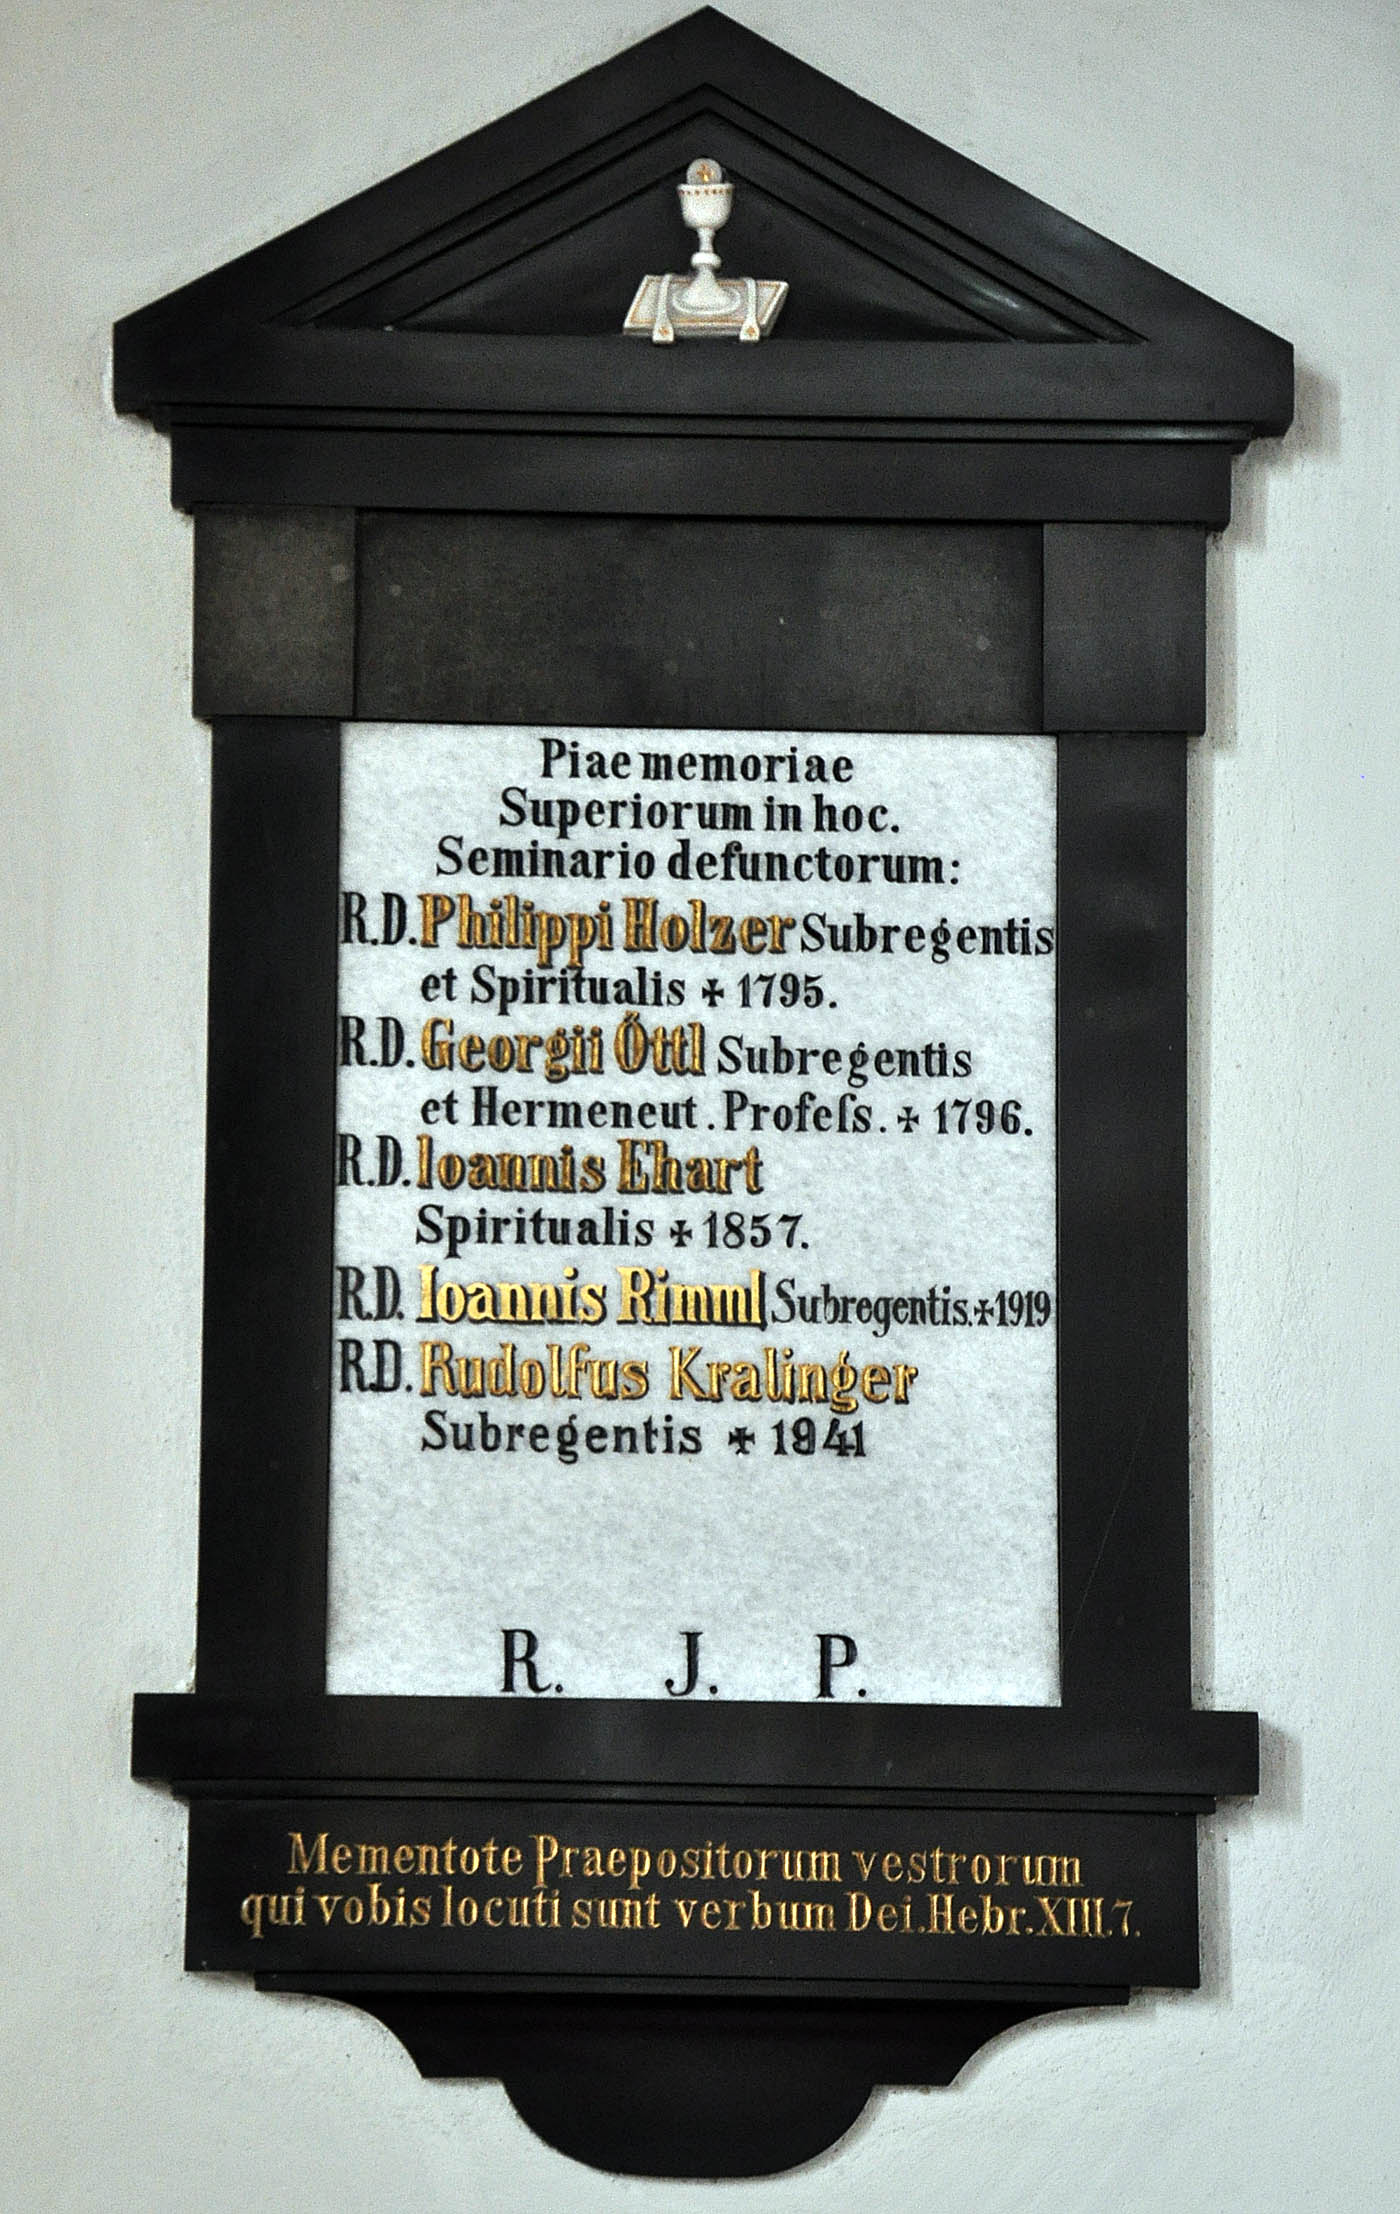 Piae memoriae
Superiorum in hoc.
Seminario defunctorum:
R.D. Philippi Holzer Subregentis
et Spiritualis ✢ 1795.
R.D. Georgii Öttl Subregentis
et Hermeneut. Profeſs. ✢ 1796.
R.D. Ioannis Ehart
Spiritualis ✢ 1857.
R.D. Ioannis Rimml Subregentis. ✢ 1919
R.D. Rudolfus Kralinger
Subregentis ✢ 1941
R. J. P.
Mementote Praepositorum vestrorum
qui vobis locuti sunt verbum Dei. Hebr. XIII. 7.